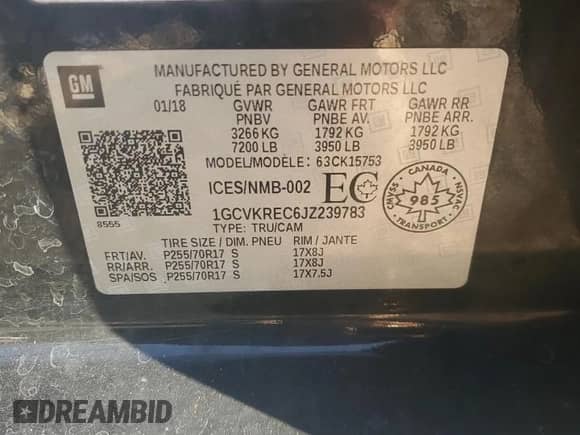 GM
MANUFACTURED BY GENERAL MOTORS LLC
FABRIQUÉ PAR GENERAL MOTORS LLC
01/18 GVWR GAWR FRT GAWR RR
PNBV PNBE AV. PNBE ARR.
3266 KG 1792 KG 1792 KG
7200 LB 3950 LB 3950 LB
MODEL/MODÈLE: 63CK15753
ICES/NMB-002 EC
CANADA
985
1GCVKREC6JZ239783
8555
TYPE: TRU/CAM
TIRE SIZE / DIM. PNEU RIM / JANTE
FRT/AV. P255/70R17 S 17X8J
RR/ARR. P255/70R17 S 17X8J
SPA/SOS P255/70R17 S 17X7.5J
DREAMBID